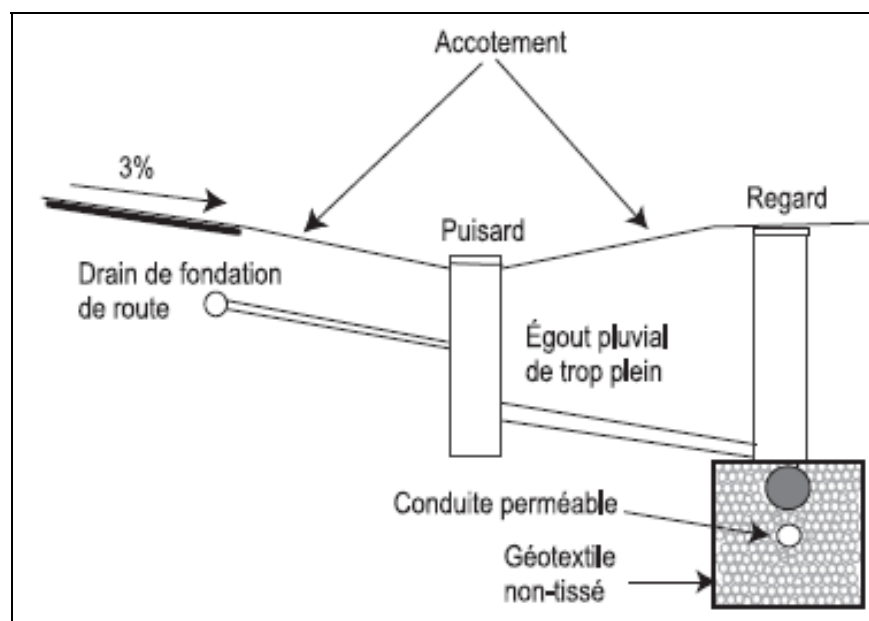 Accotement
3%
Regard
Puisard
Drain de fondation
de route
Égout pluvial
de trop plein
Conduite perméable
Géotextile
non-tissé